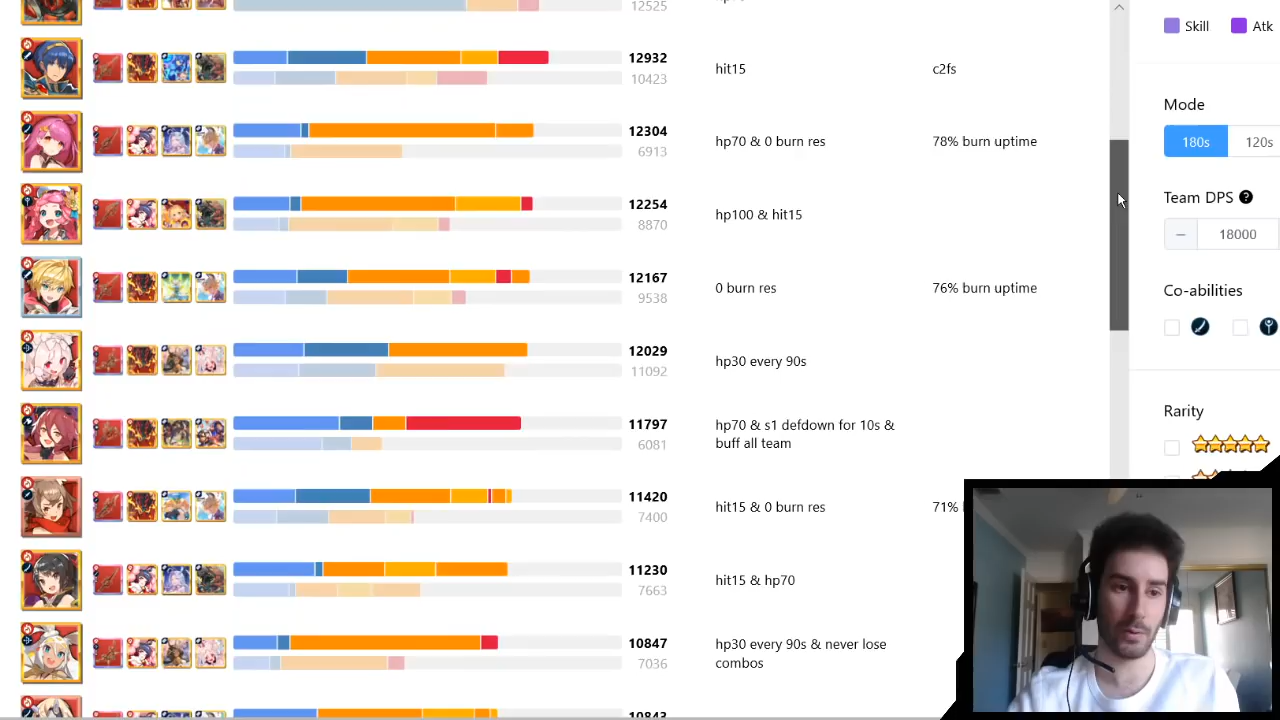 12525
Skill Atk
12932
hit15 c2fs
10423
Mode
12304
hp70 & 0 burn res 78% burn uptime
180s 120s
6913
Team DPS ?
12254
hp100 & hit15
8870
− 18000
12167
0 burn res 76% burn uptime
Co-abilities
9538
12029
hp30 every 90s
11092
11797
hp70 & s1 defdown for 10s &
buff all team
6081
Rarity
11420
hit15 & 0 burn res 71%
7400
11230
hit15 & hp70
7663
10847
hp30 every 90s & never lose
combos
7036
10843